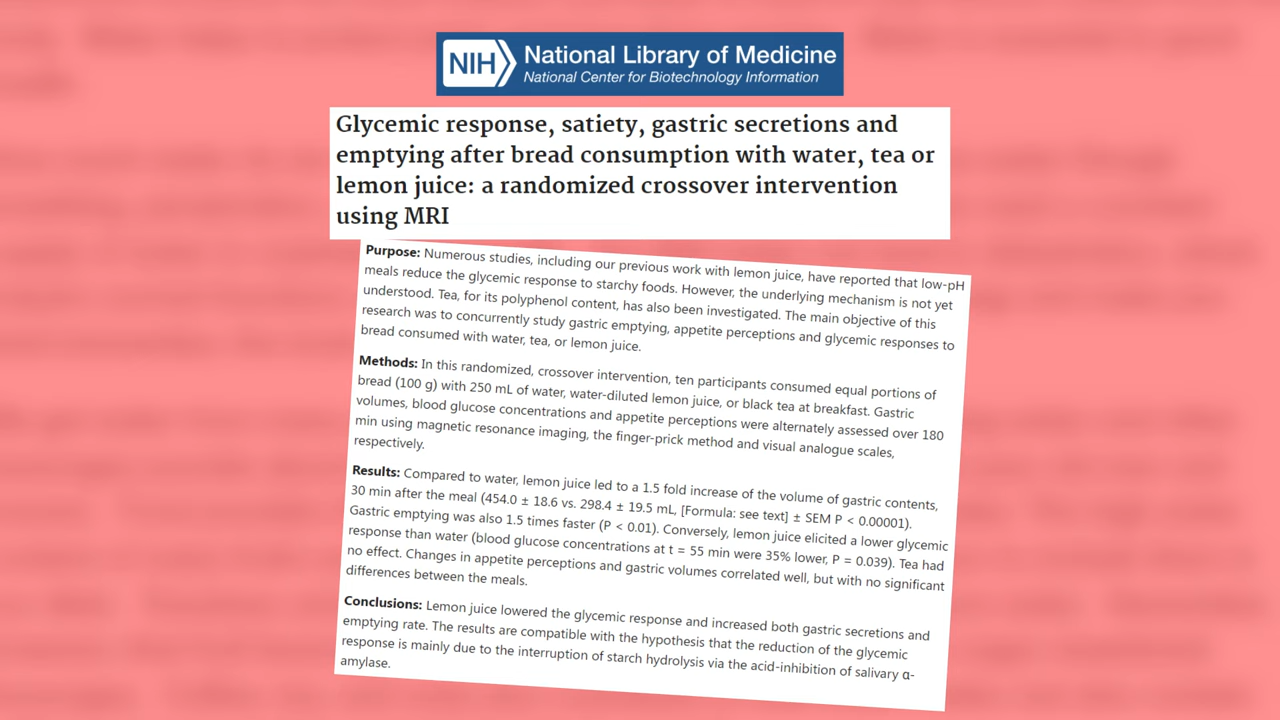 NIH National Library of Medicine
National Center for Biotechnology Information
Glycemic response, satiety, gastric secretions and
emptying after bread consumption with water, tea or
lemon juice: a randomized crossover intervention
using MRI
Purpose: Numerous studies, including our previous work with lemon juice, have reported that low-pH
meals reduce the glycemic response to starchy foods. However, the underlying mechanism is not yet
understood. Tea, for its polyphenol content, has also been investigated. The main objective of this
research was to concurrently study gastric emptying, appetite perceptions and glycemic responses to
bread consumed with water, tea, or lemon juice.
Methods: In this randomized, crossover intervention, ten participants consumed equal portions of
bread (100 g) with 250 mL of water, water-diluted lemon juice, or black tea at breakfast. Gastric
volumes, blood glucose concentrations and appetite perceptions were alternately assessed over 180
min using magnetic resonance imaging, the finger-prick method and visual analogue scales,
respectively.
Results: Compared to water, lemon juice led to a 1.5 fold increase of the volume of gastric contents,
30 min after the meal (454.0 ± 18.6 vs. 298.4 ± 19.5 mL, [Formula: see text] ± SEM P < 0.00001).
Gastric emptying was also 1.5 times faster (P < 0.01). Conversely, lemon juice elicited a lower glycemic
response than water (blood glucose concentrations at t = 55 min were 35% lower, P = 0.039). Tea had
no effect. Changes in appetite perceptions and gastric volumes correlated well, but with no significant
differences between the meals.
Conclusions: Lemon juice lowered the glycemic response and increased both gastric secretions and
emptying rate. The results are compatible with the hypothesis that the reduction of the glycemic
response is mainly due to the interruption of starch hydrolysis via the acid-inhibition of salivary α-
amylase.